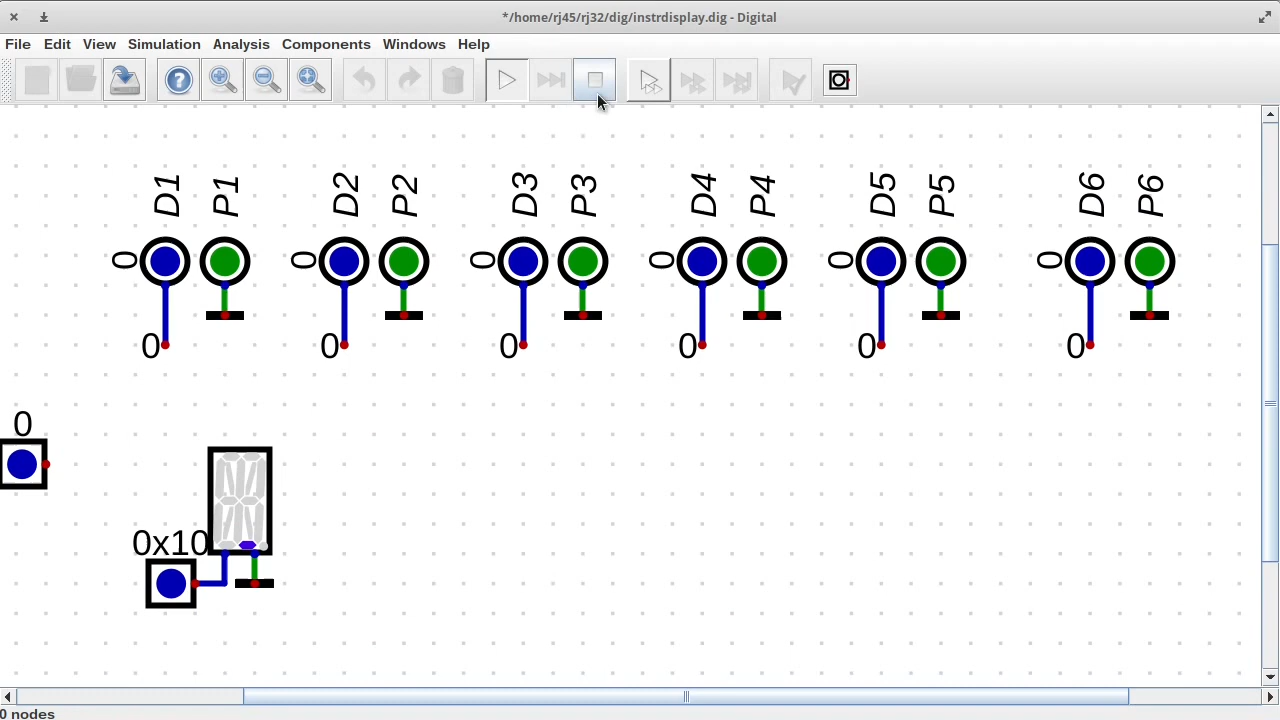 */home/rj45/rj32/dig/instrdisplay.dig - Digital
File Edit View Simulation Analysis Components Windows Help
D1 P1 D2 P2 D3 P3 D4 P4 D5 P5 D6 P6
0 0 0 0 0 0
0 0 0 0 0 0
0
0x10
0 nodes